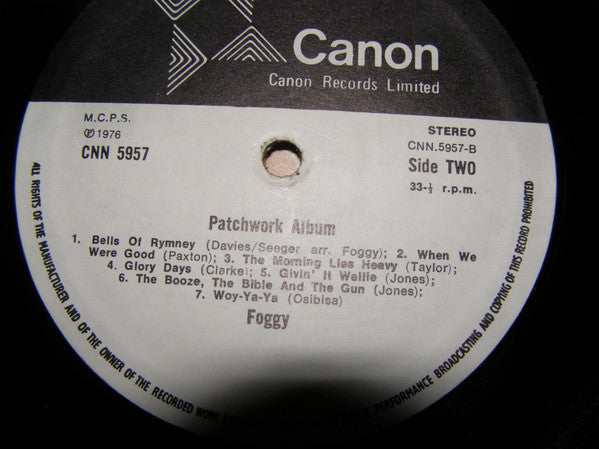 Canon
Canon Records Limited
M.C.P.S.
℗ 1976
CNN 5957
STEREO
CNN.5957-B
Side TWO
33-⅓ r.p.m.
Patchwork Album
1. Bells Of Rymney (Davies/Seeger arr. Foggy); 2. When We
Were Good (Paxton); 3. The Morning Lies Heavy (Taylor);
4. Glory Days (Clarke); 5. Givin' It Wellie (Jones);
6. The Booze, The Bible And The Gun (Jones);
7. Woy-Ya-Ya (Osibisa)
Foggy
ALL RIGHTS OF THE MANUFACTURER AND OF THE OWNER OF THE RECORDED WORK PERFORMANCE BROADCASTING AND COPYING OF THIS RECORD PROHIBITED